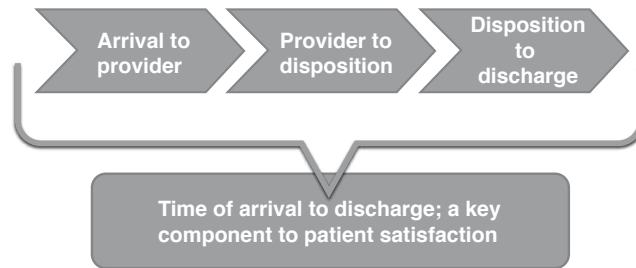 Arrival to
provider
Provider to
disposition
Disposition
to
discharge
Time of arrival to discharge; a key
component to patient satisfaction